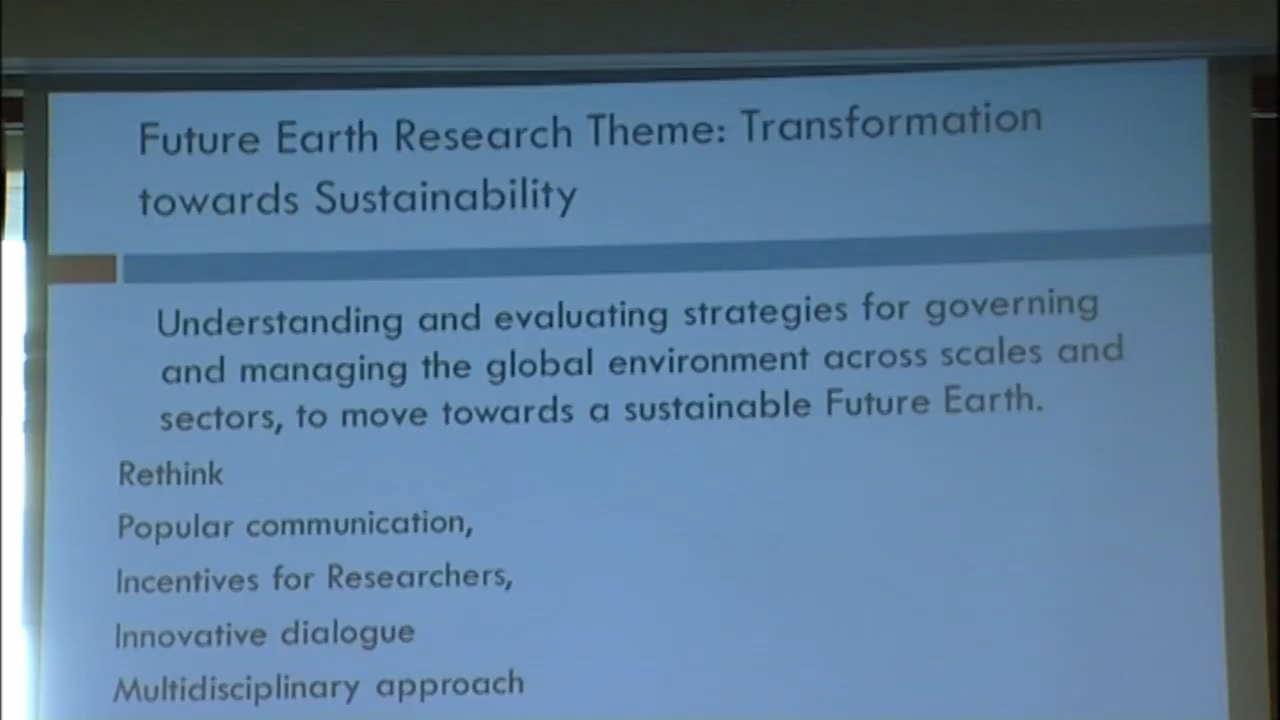 Future Earth Research Theme: Transformation
towards Sustainability
Understanding and evaluating strategies for governing
and managing the global environment across scales and
sectors, to move towards a sustainable Future Earth.
Rethink
Popular communication,
Incentives for Researchers,
Innovative dialogue
Multidisciplinary approach